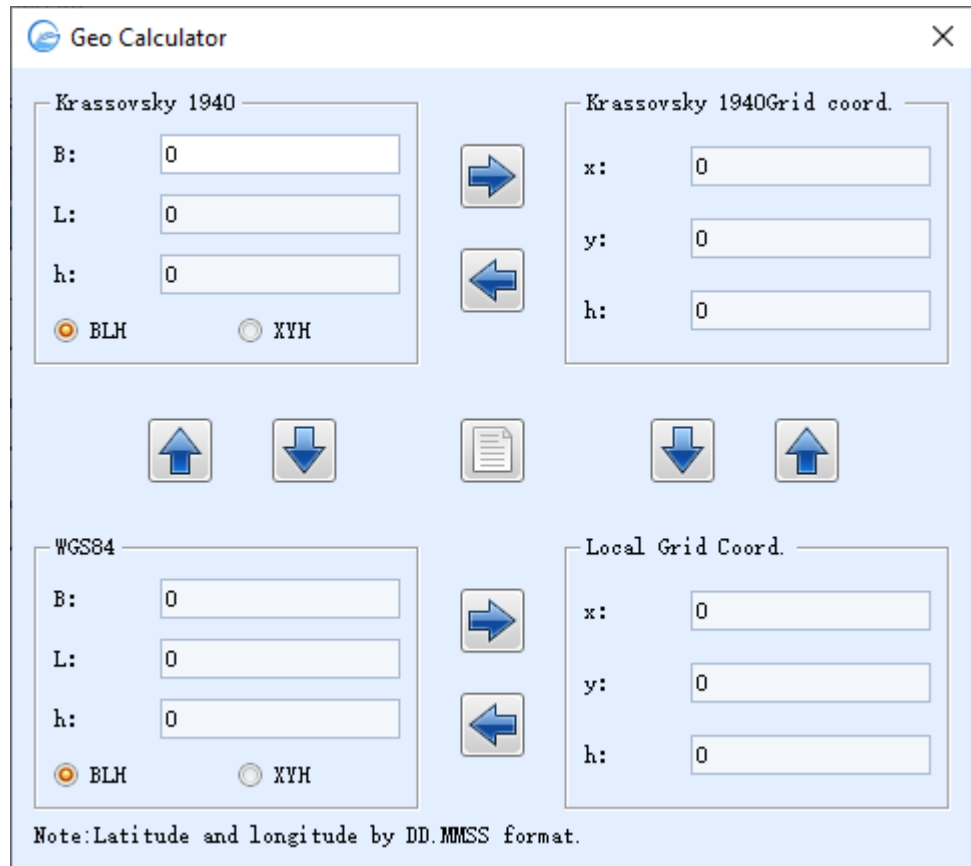 Geo Calculator
Krassovsky 1940
B: 0
L: 0
h: 0
BLH XYH
Krassovsky 1940Grid coord.
x: 0
y: 0
h: 0
WGS84
B: 0
L: 0
h: 0
BLH XYH
Local Grid Coord.
x: 0
y: 0
h: 0
Note:Latitude and longitude by DD.MMSS format.